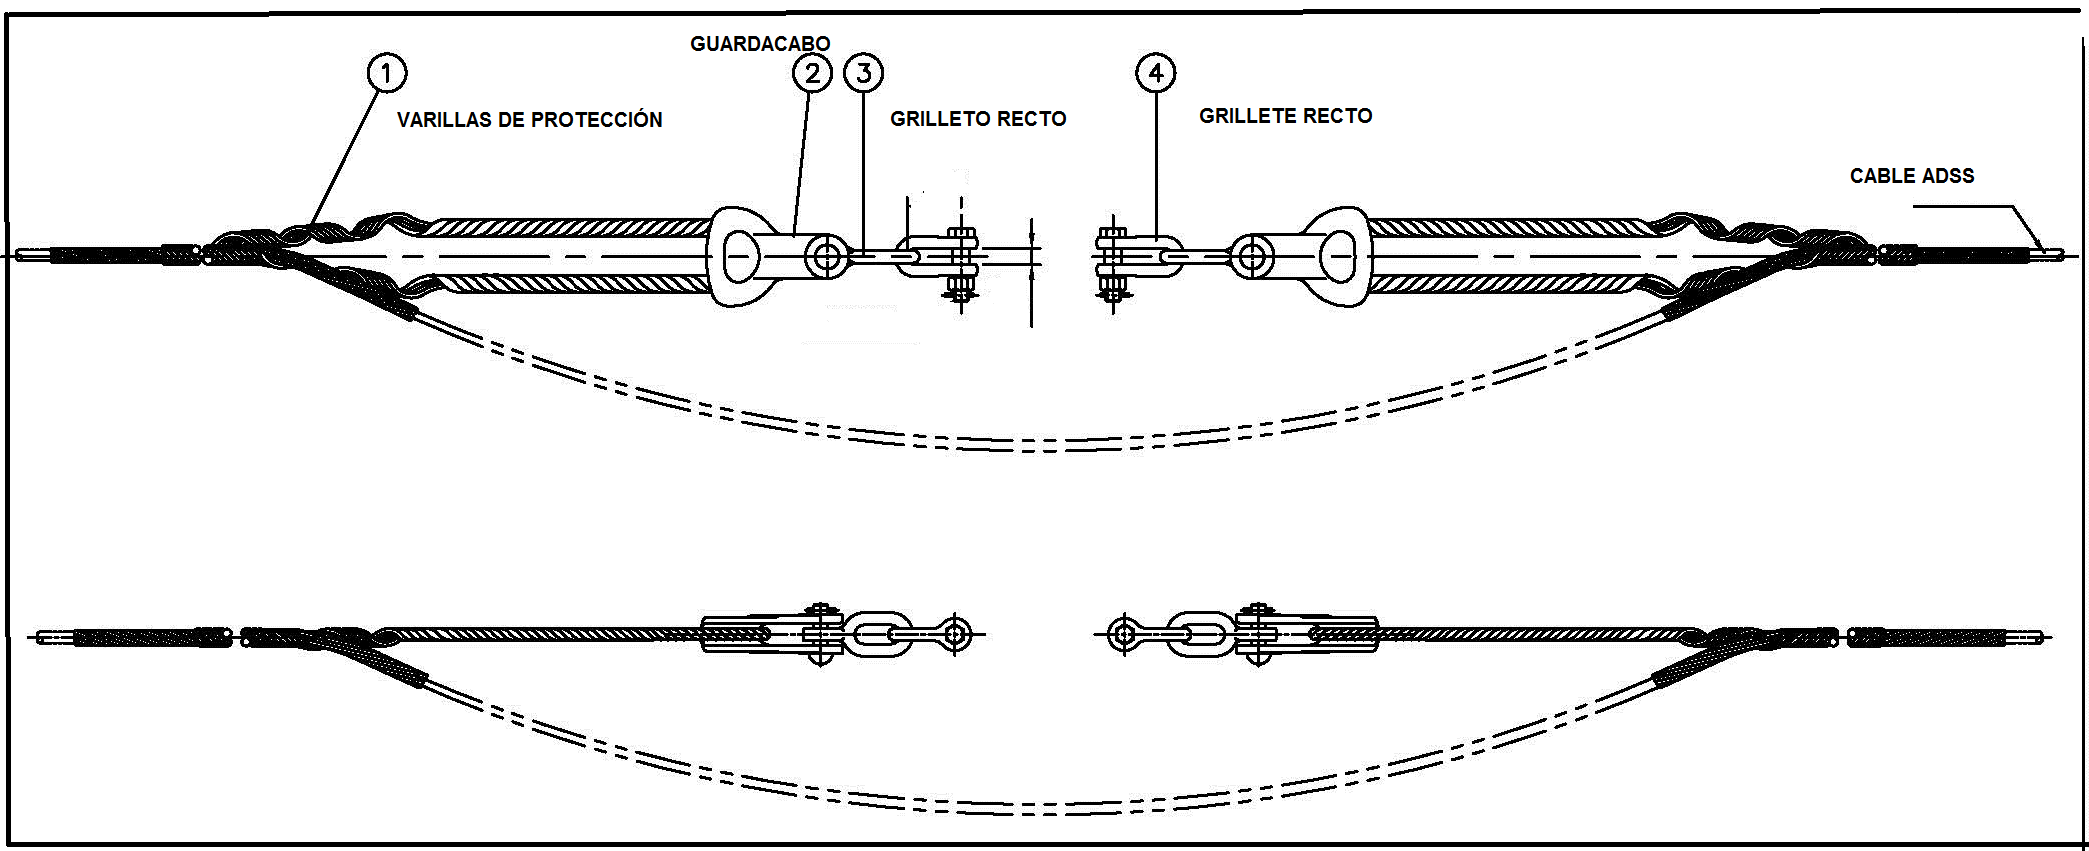 GUARDACABO
1
2
3
4
VARILLAS DE PROTECCIÓN
GRILLETO RECTO
GRILLETE RECTO
CABLE ADSS